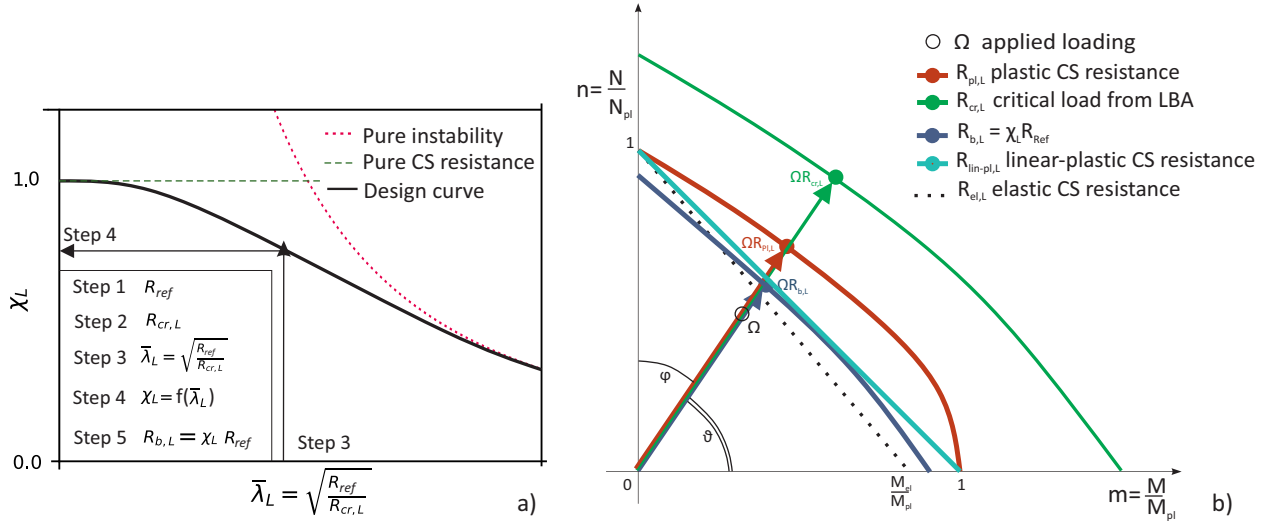 a)
Pure instability
Pure CS resistance
Design curve
1.0
Step 4
χL
Step 1 Rref
Step 2 Rcr,L
Step 3 λ̅L = √(Rref/Rcr,L)
Step 4 χL = f(λ̅L)
Step 5 Rb,L = χL Rref
Step 3
0.0
λ̅L = √(Rref/Rcr,L)
a)
b)
Ω applied loading
Rpl,L plastic CS resistance
Rcr,L critical load from LBA
Rb,L = χLRRef
Rlin-pl,L linear-plastic CS resistance
Rel,L elastic CS resistance
n= N/Npl
1
ΩRcr,L
ΩRPl,L
ΩRb,L
Ω
φ
ϑ
0
Mel/Mpl
1
m= M/Mpl
b)